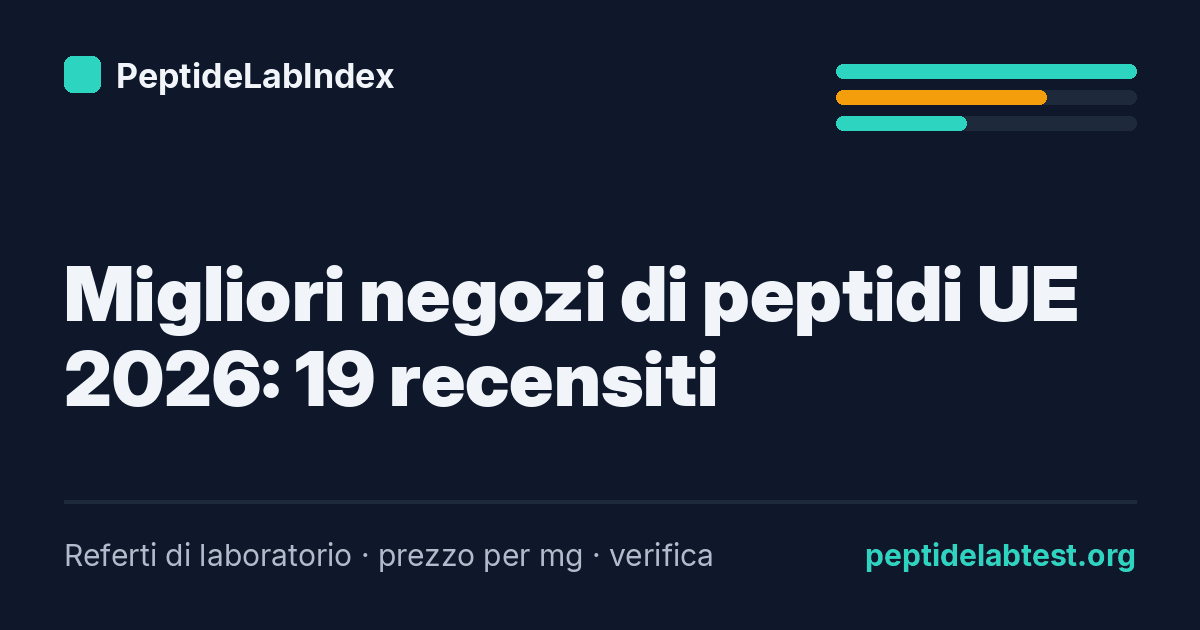 PeptideLabIndex
Migliori negozi di peptidi UE
2026: 19 recensiti
Referti di laboratorio · prezzo per mg · verifica
peptidelabtest.org